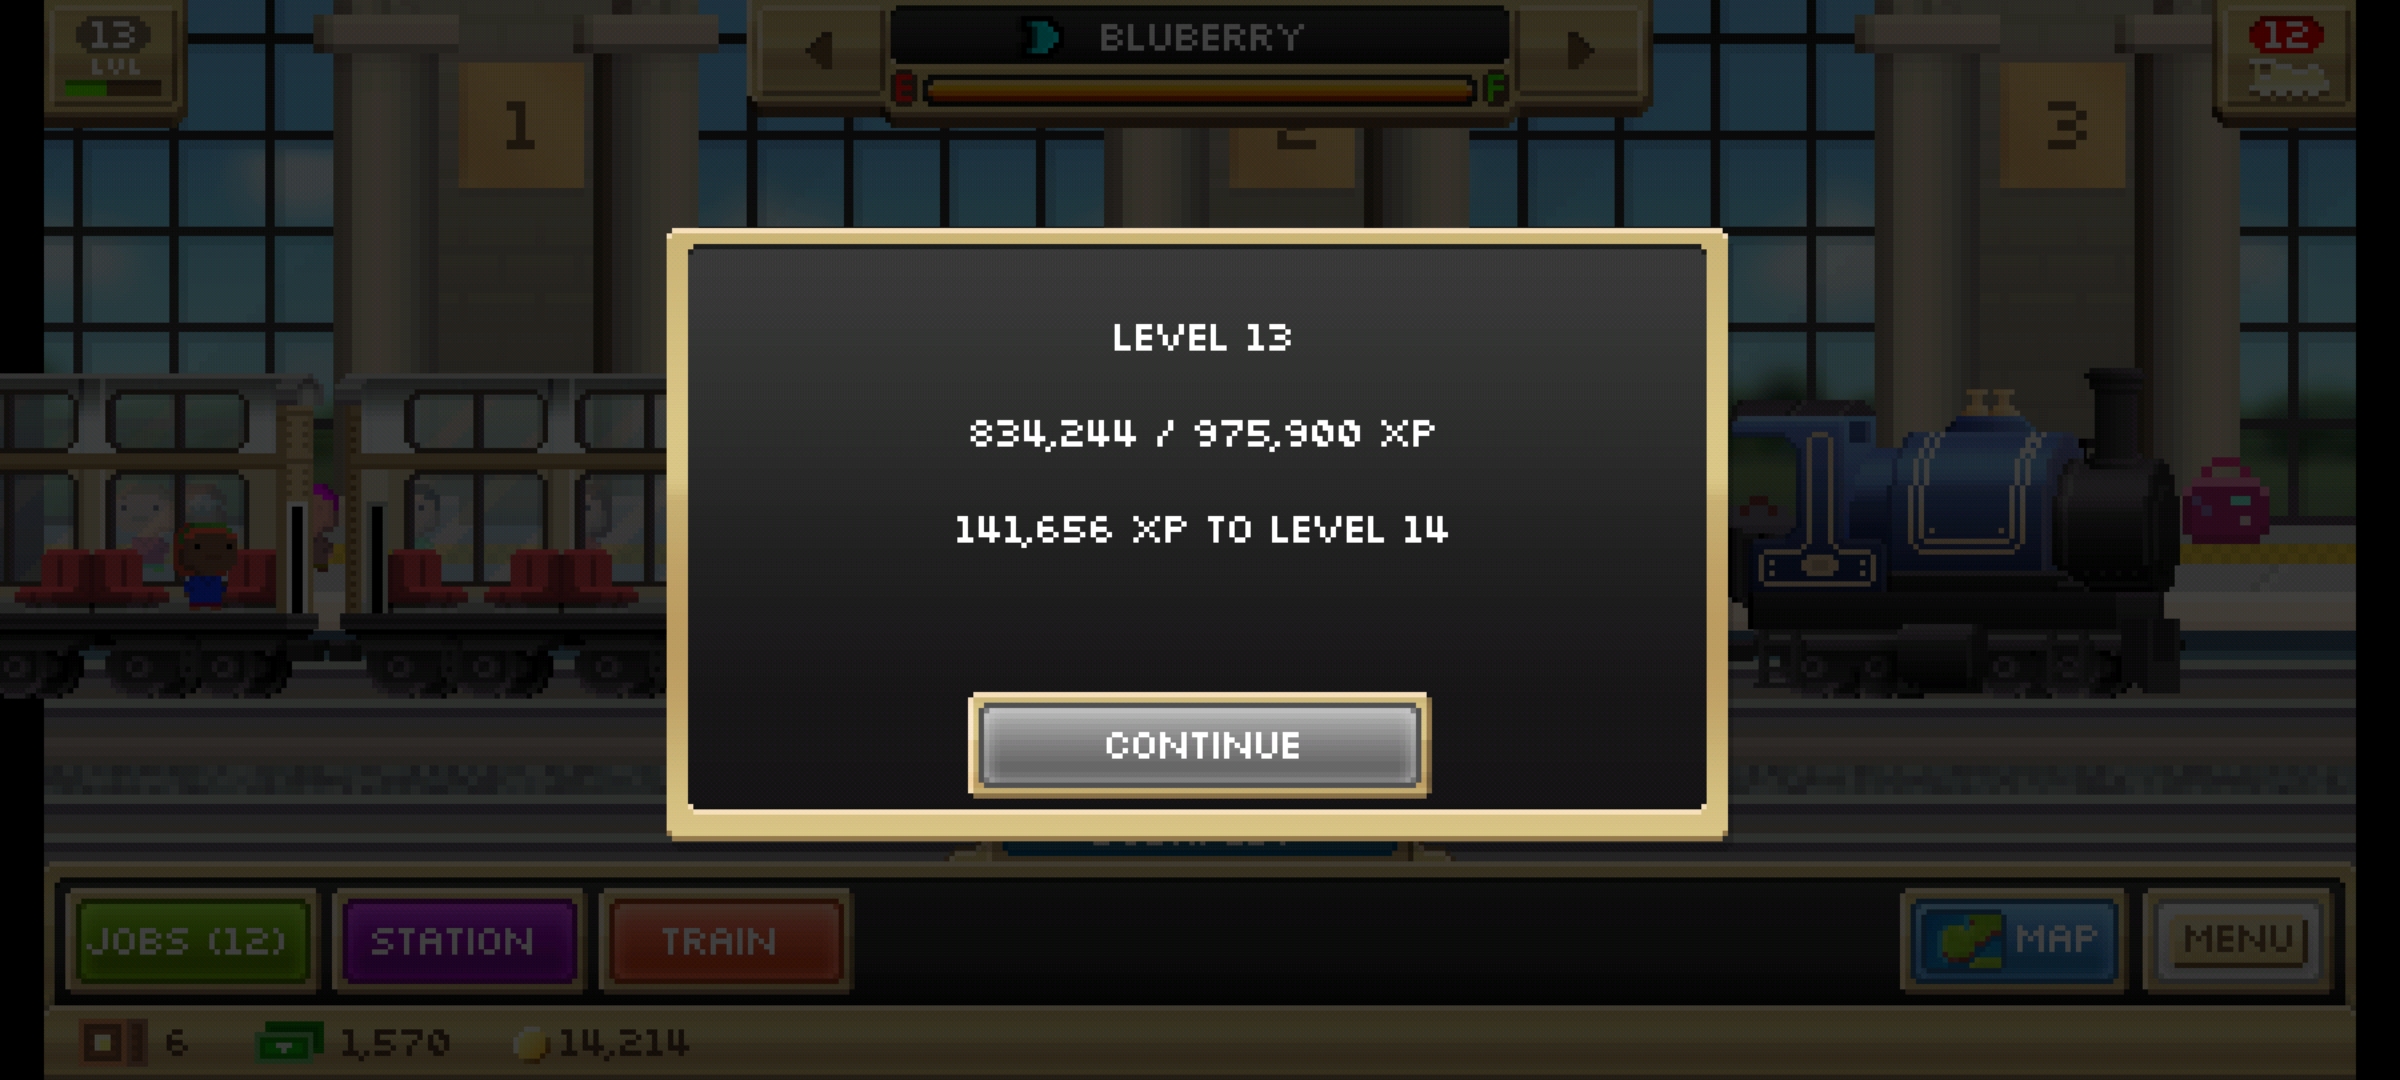 13
LVL
1
BLUBERRY
E
F
2
3
12
LEVEL 13
834,244 / 975,900 XP
141,656 XP TO LEVEL 14
CONTINUE
JOBS (12)
STATION
TRAIN
MAP
MENU
6
1,570
14,214